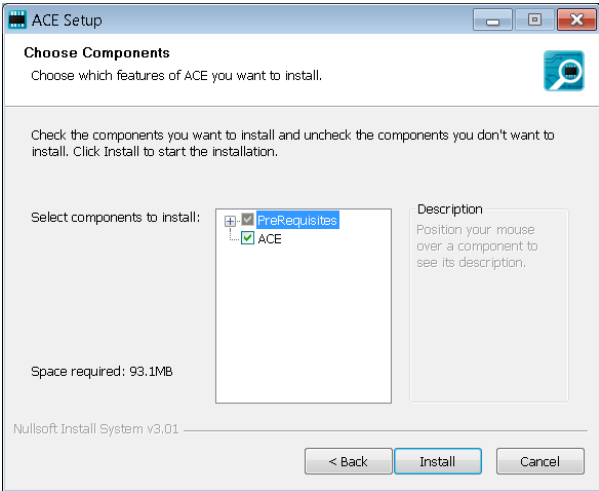 ACE Setup
Choose Components
Choose which features of ACE you want to install.
Check the components you want to install and uncheck the components you don't want to
install. Click Install to start the installation.
Select components to install:
PreRequisites
ACE
Description
Position your mouse
over a component to
see its description.
Space required: 93.1MB
Nullsoft Install System v3.01
< Back
Install
Cancel